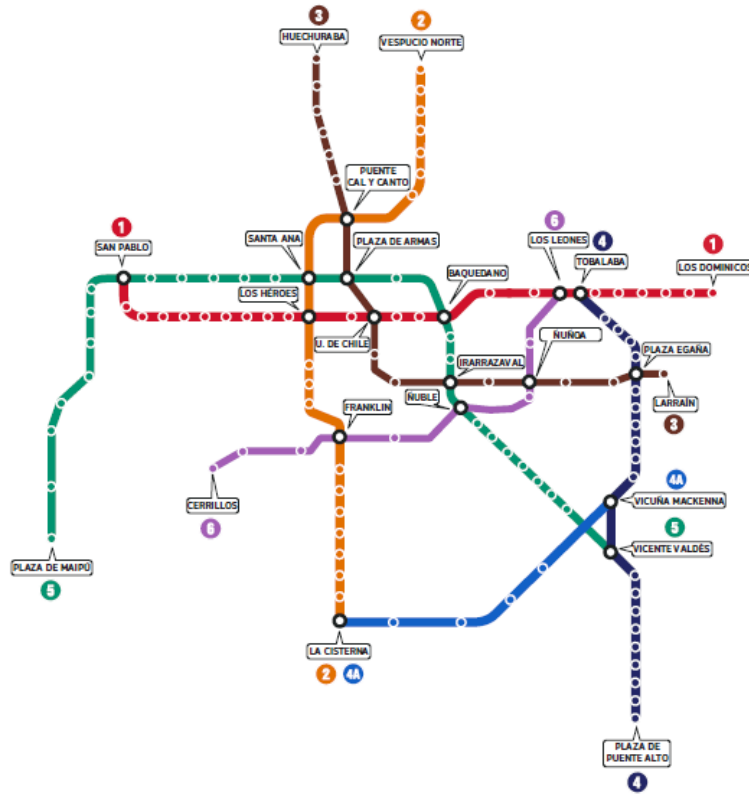 3
HUECHURABA
2
VESPUCIO NORTE
PUENTE
CAL Y CANTO
1
SAN PABLO
SANTA ANA
PLAZA DE ARMAS
6
LOS LEONES
4
TOBALABA
1
LOS DOMINICOS
BAQUEDANO
LOS HÉROES
U. DE CHILE
IRARRAZAVAL
ÑUÑOA
PLAZA EGAÑA
LARRAÍN
3
FRANKLIN
ÑUBLE
CERRILLOS
6
4A
VICUÑA MACKENNA
5
VICENTE VALDÉS
PLAZA DE MAIPÚ
5
LA CISTERNA
2
4A
PLAZA DE
PUENTE ALTO
4